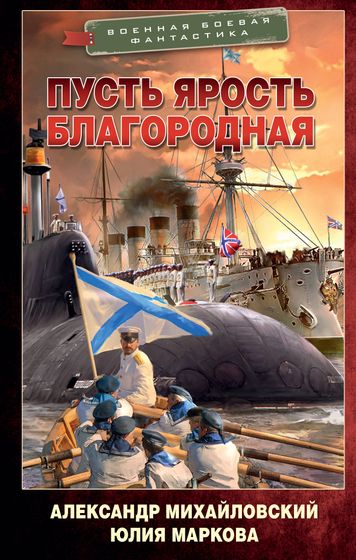 ВОЕННАЯ БОЕВАЯ
ФАНТАСТИКА
ПУСТЬ ЯРОСТЬ
БЛАГОРОДНАЯ
АЛЕКСАНДР МИХАЙЛОВСКИЙ
ЮЛИЯ МАРКОВА